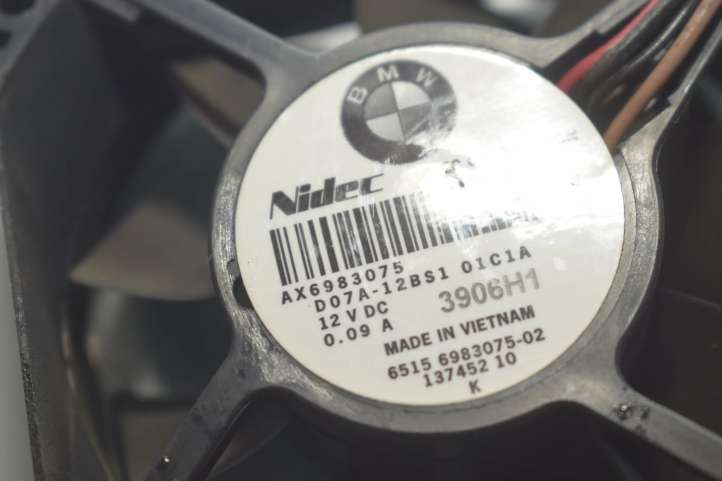 BMW
Nidec
AX6983075
D07A-12BS1 01C1A
12 V DC
0.09 A
3906H1
MADE IN VIETNAM
6515 6983075-02
137452 10
K